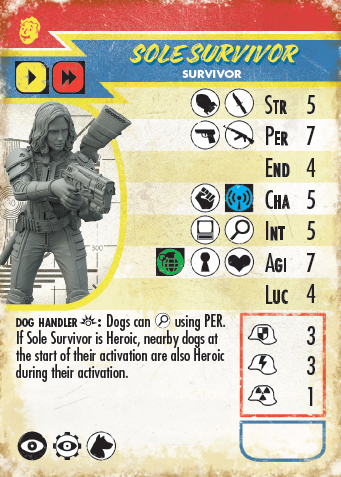 SOLE SURVIVOR
SURVIVOR
STR 5
PER 7
END 4
CHA 5
INT 5
AGI 7
LUC 4
DOG HANDLER : Dogs can using PER.
If Sole Survivor is Heroic, nearby dogs at
the start of their activation are also Heroic
during their activation.
3
3
1
300